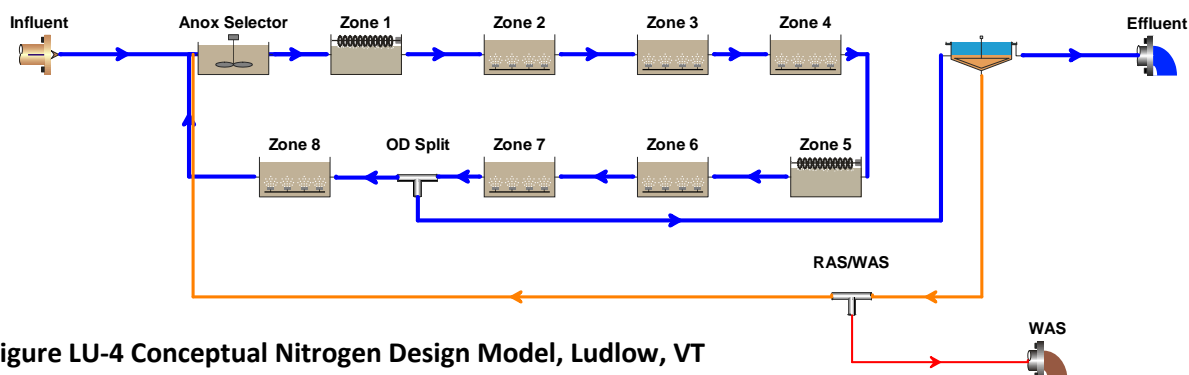 Influent
Anox Selector
Zone 1
Zone 2
Zone 3
Zone 4
Effluent
Zone 8
OD Split
Zone 7
Zone 6
Zone 5
RAS/WAS
WAS
igure LU-4 Conceptual Nitrogen Design Model, Ludlow, VT